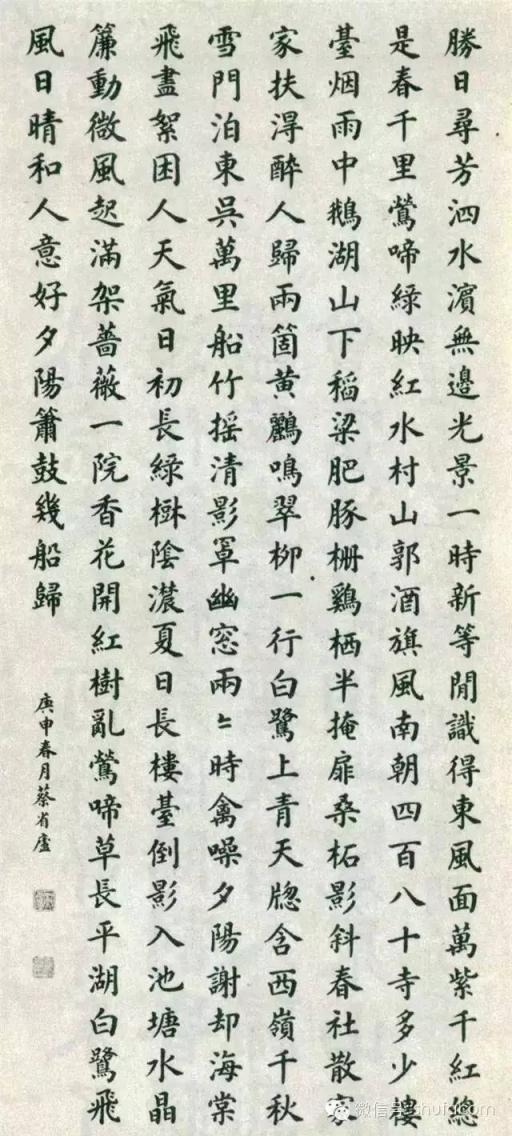 勝日尋芳泗水濱無邊光景一時新等閒識得東風面萬紫千紅總
是春千里鶯啼綠映紅水村山郭酒旗風南朝四百八十寺多少樓
臺烟雨中鵝湖山下稻粱肥豚柵鷄栖半掩扉桑柘影斜春社散家
家扶淂醉人歸兩箇黄鸝鳴翠柳一行白鷺上青天牕含西嶺千秋
雪門泊東吳萬里船竹摇清影罩幽窓兩〻時禽噪夕陽謝却海棠
飛盡絮困人天氣日初長綠樹陰濃夏日長樓臺倒影入池塘水晶
簾動微風起滿架薔薇一院香花開紅樹亂鶯啼草長平湖白鷺飛
風日晴和人意好夕陽簫鼓幾船歸
庚申春月蔡省廬
微信号